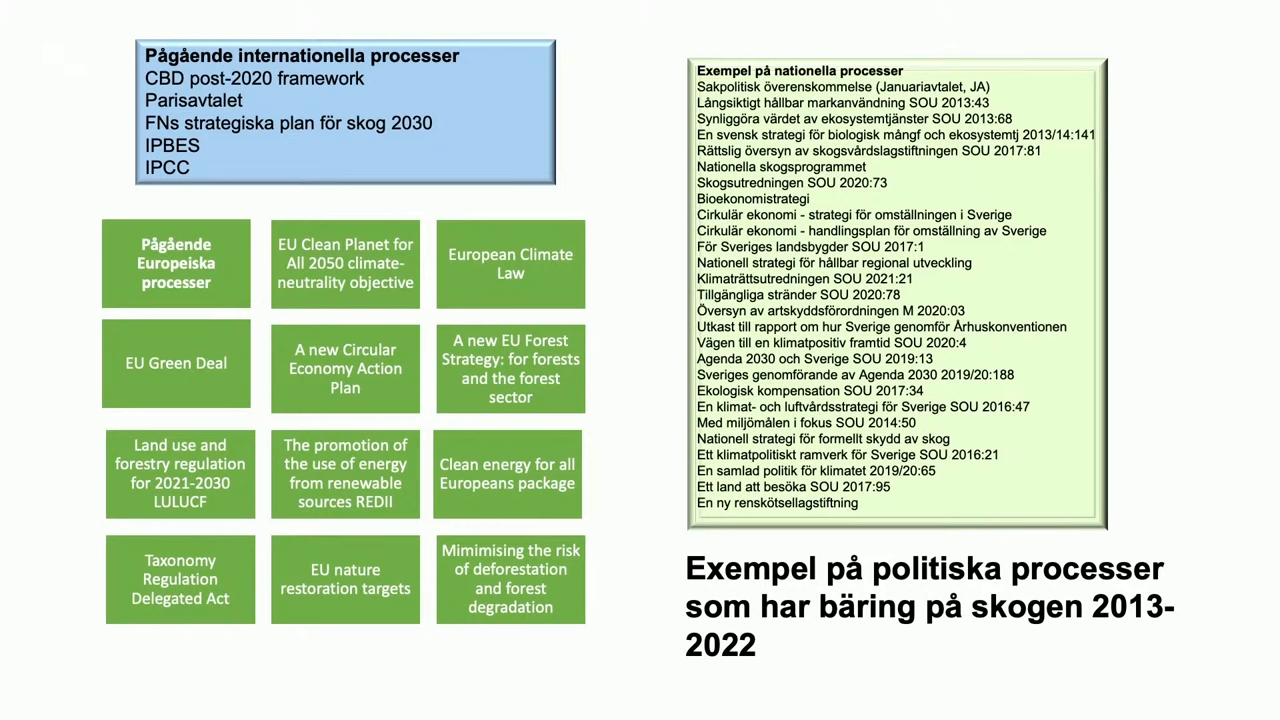 Pågående internationella processer
CBD post-2020 framework
Parisavtalet
FNs strategiska plan för skog 2030
IPBES
IPCC
Pågående
Europeiska
processer
EU Clean Planet for
All 2050 climate-
neutrality objective
European Climate
Law
EU Green Deal
A new Circular
Economy Action
Plan
A new EU Forest
Strategy: for forests
and the forest
sector
Land use and
forestry regulation
for 2021-2030
LULUCF
The promotion of
the use of energy
from renewable
sources REDII
Clean energy for all
Europeans package
Taxonomy
Regulation
Delegated Act
EU nature
restoration targets
Mimimising the risk
of deforestation
and forest
degradation
Exempel på nationella processer
Sakpolitisk överenskommelse (Januariavtalet, JA)
Långsiktigt hållbar markanvändning SOU 2013:43
Synliggöra värdet av ekosystemtjänster SOU 2013:68
En svensk strategi för biologisk mångf och ekosystemtj 2013/14:141
Rättslig översyn av skogsvårdslagstiftningen SOU 2017:81
Nationella skogsprogrammet
Skogsutredningen SOU 2020:73
Bioekonomistrategi
Cirkulär ekonomi - strategi för omställningen i Sverige
Cirkulär ekonomi - handlingsplan för omställning av Sverige
För Sveriges landsbygder SOU 2017:1
Nationell strategi för hållbar regional utveckling
Klimaträttsutredningen SOU 2021:21
Tillgängliga stränder SOU 2020:78
Översyn av artskyddsförordningen M 2020:03
Utkast till rapport om hur Sverige genomför Århuskonventionen
Vägen till en klimatpositiv framtid SOU 2020:4
Agenda 2030 och Sverige SOU 2019:13
Sveriges genomförande av Agenda 2030 2019/20:188
Ekologisk kompensation SOU 2017:34
En klimat- och luftvårdsstrategi för Sverige SOU 2016:47
Med miljömålen i fokus SOU 2014:50
Nationell strategi för formellt skydd av skog
Ett klimatpolitiskt ramverk för Sverige SOU 2016:21
En samlad politik för klimatet 2019/20:65
Ett land att besöka SOU 2017:95
En ny renskötsellagstiftning
Exempel på politiska processer
som har bäring på skogen 2013-
2022